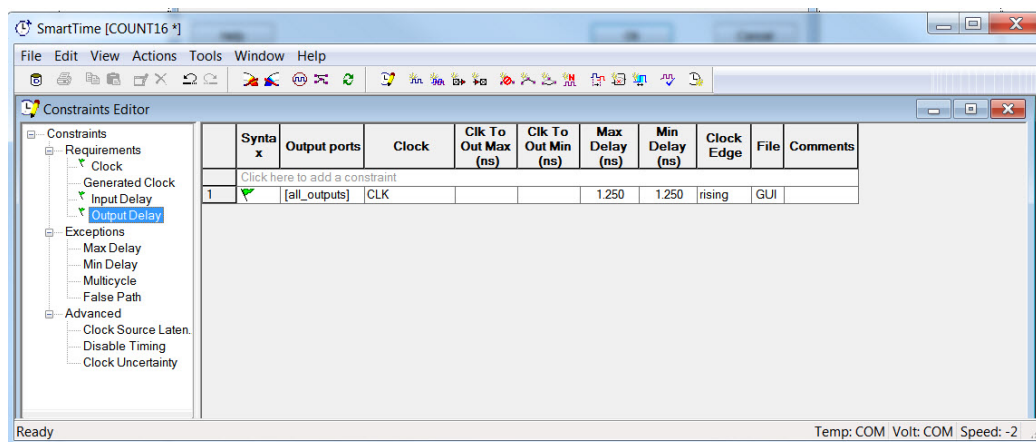 SmartTime [COUNT16 *]
File Edit View Actions Tools Window Help
Constraints Editor
Constraints
Requirements
Clock
Generated Clock
Input Delay
Output Delay
Exceptions
Max Delay
Min Delay
Multicycle
False Path
Advanced
Clock Source Laten.
Disable Timing
Clock Uncertainty
Syntax Output ports Clock Clk To Out Max (ns) Clk To Out Min (ns) Max Delay (ns) Min Delay (ns) Clock Edge File Comments
Click here to add a constraint
1 [all_outputs] CLK 1.250 1.250 rising GUI
Ready Temp: COM Volt: COM Speed: -2